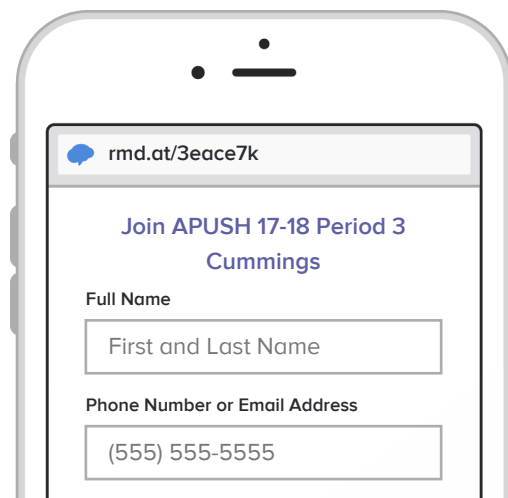 rmd.at/3eace7k
Join APUSH 17-18 Period 3
Cummings
Full Name
First and Last Name
Phone Number or Email Address
(555) 555-5555